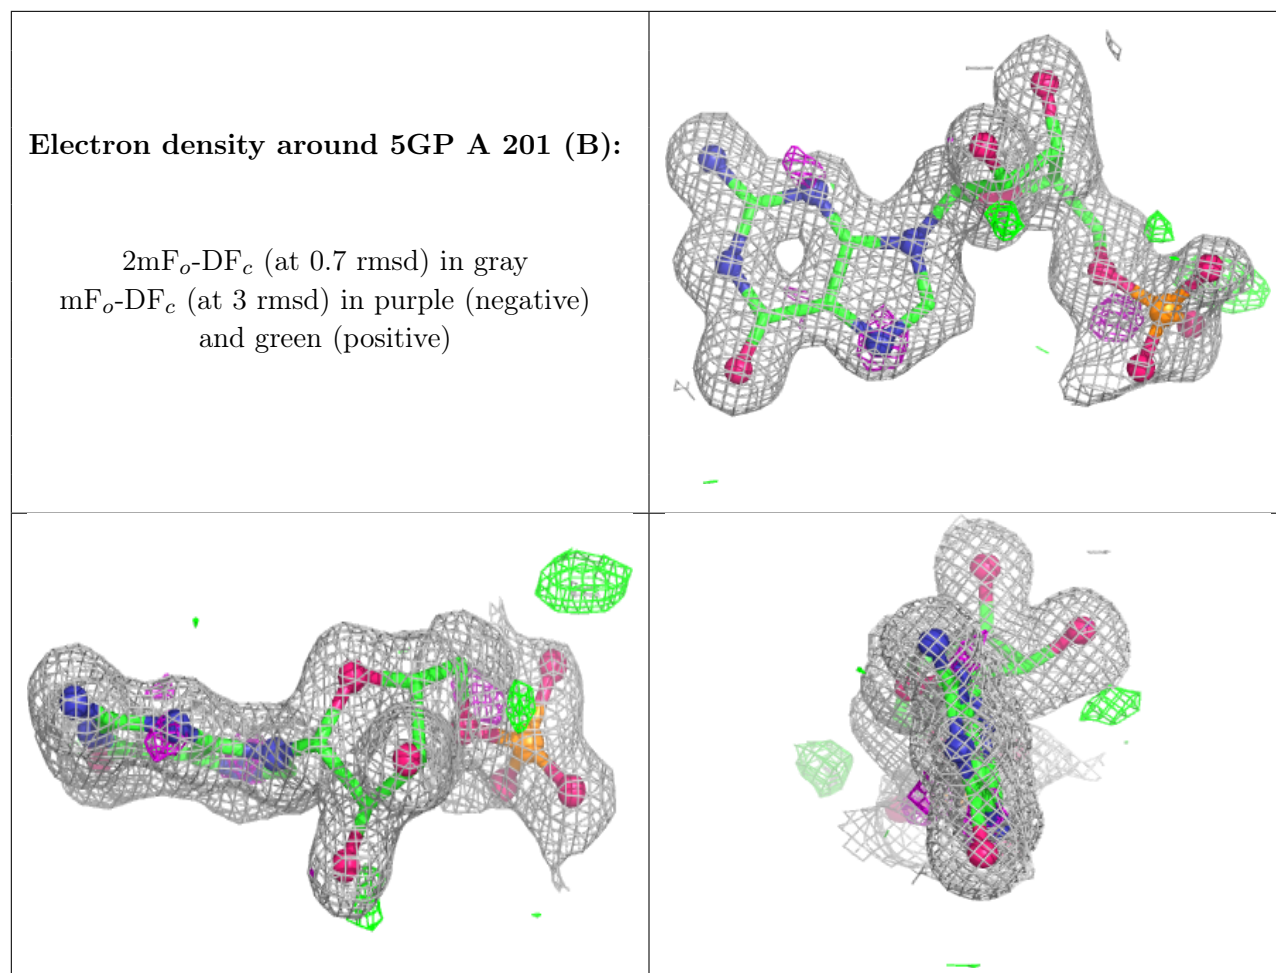 Electron density around 5GP A 201 (B):
2mFₒ-DF𝒸 (at 0.7 rmsd) in gray
mFₒ-DF𝒸 (at 3 rmsd) in purple (negative)
and green (positive)